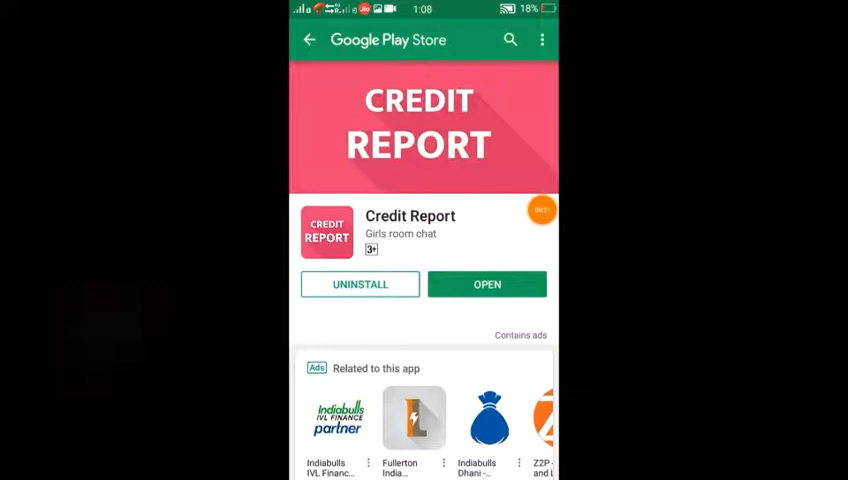 1:08
18%
Google Play Store
CREDIT
REPORT
CREDIT
REPORT
Credit Report
Girls room chat
3+
UNINSTALL
OPEN
Contains ads
Ads
Related to this app
Indiabulls
IVL FINANCE
partner
Indiabulls
IVL Financ...
Fullerton
India...
Indiabulls
Dhani -...
Z2P -